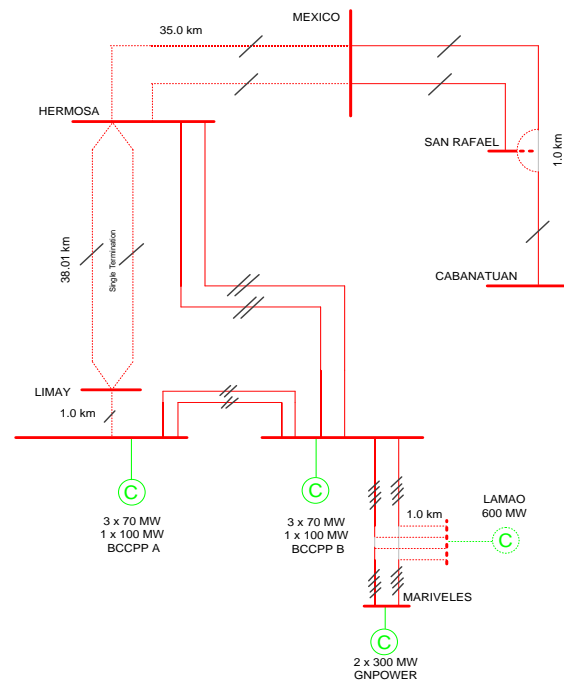 MEXICO
35.0 km
HERMOSA
SAN RAFAEL
1.0 km
38.01 km
Single Termination
CABANATUAN
LIMAY
1.0 km
C
3 x 70 MW
1 x 100 MW
BCCPP A
C
3 x 70 MW
1 x 100 MW
BCCPP B
1.0 km
LAMAO
600 MW
C
MARIVELES
C
2 x 300 MW
GNPOWER